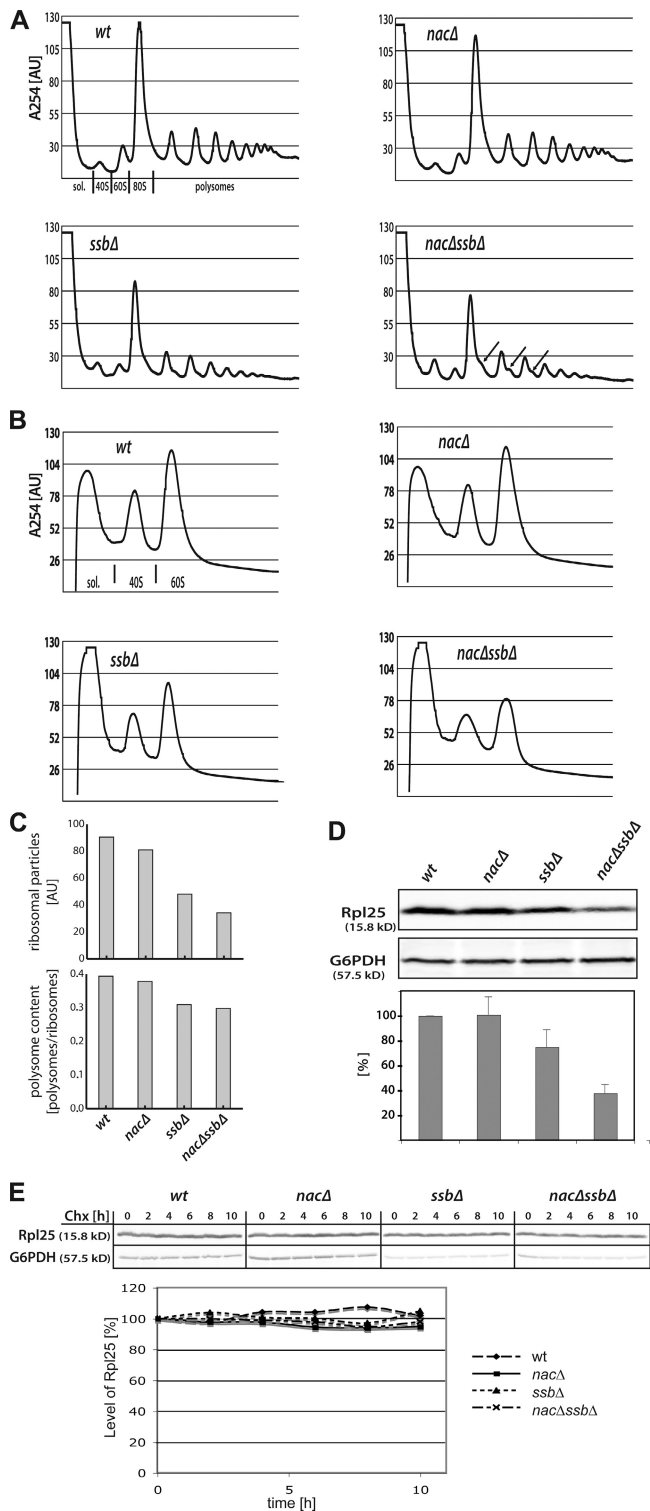 A
wt
nacΔ
A254 [AU]
130
105
80
55
30
130
105
80
55
30
sol. 40S 60S 80S polysomes
ssbΔ
nacΔssbΔ
130
105
80
55
30
130
105
80
55
30
B
wt
nacΔ
A254 [AU]
130
104
78
52
26
130
104
78
52
26
sol. 40S 60S
ssbΔ
nacΔssbΔ
130
104
78
52
26
130
104
78
52
26
C
ribosomal particles
[AU]
100
80
60
40
20
0
polysome content
[polysomes/ribosomes]
0.4
0.3
0.2
0.1
0.0
wt nacΔ ssbΔ nacΔssbΔ
D
wt nacΔ ssbΔ nacΔssbΔ
Rpl25
(15.8 kD)
G6PDH
(57.5 kD)
[%]
100
80
60
40
20
E
wt nacΔ ssbΔ nacΔssbΔ
Chx [h] 0 2 4 6 8 10 0 2 4 6 8 10 0 2 4 6 8 10 0 2 4 6 8 10
Rpl25 (15.8 kD)
G6PDH (57.5 kD)
Level of Rpl25 [%]
120
100
80
60
40
20
0
0 5 10
time [h]
wt
nacΔ
ssbΔ
nacΔssbΔ